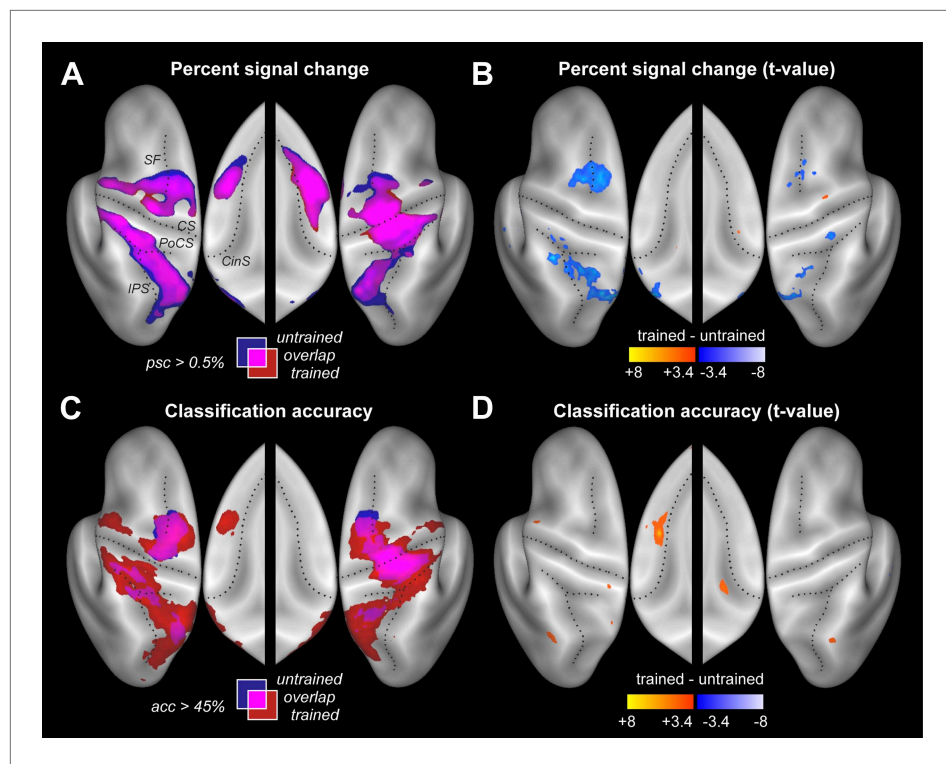 A
Percent signal change
SF
CS
PoCS
CinS
IPS
psc > 0.5%
untrained
overlap
trained
B
Percent signal change (t-value)
trained - untrained
+8 +3.4 -3.4 -8
C
Classification accuracy
acc > 45%
untrained
overlap
trained
D
Classification accuracy (t-value)
trained - untrained
+8 +3.4 -3.4 -8